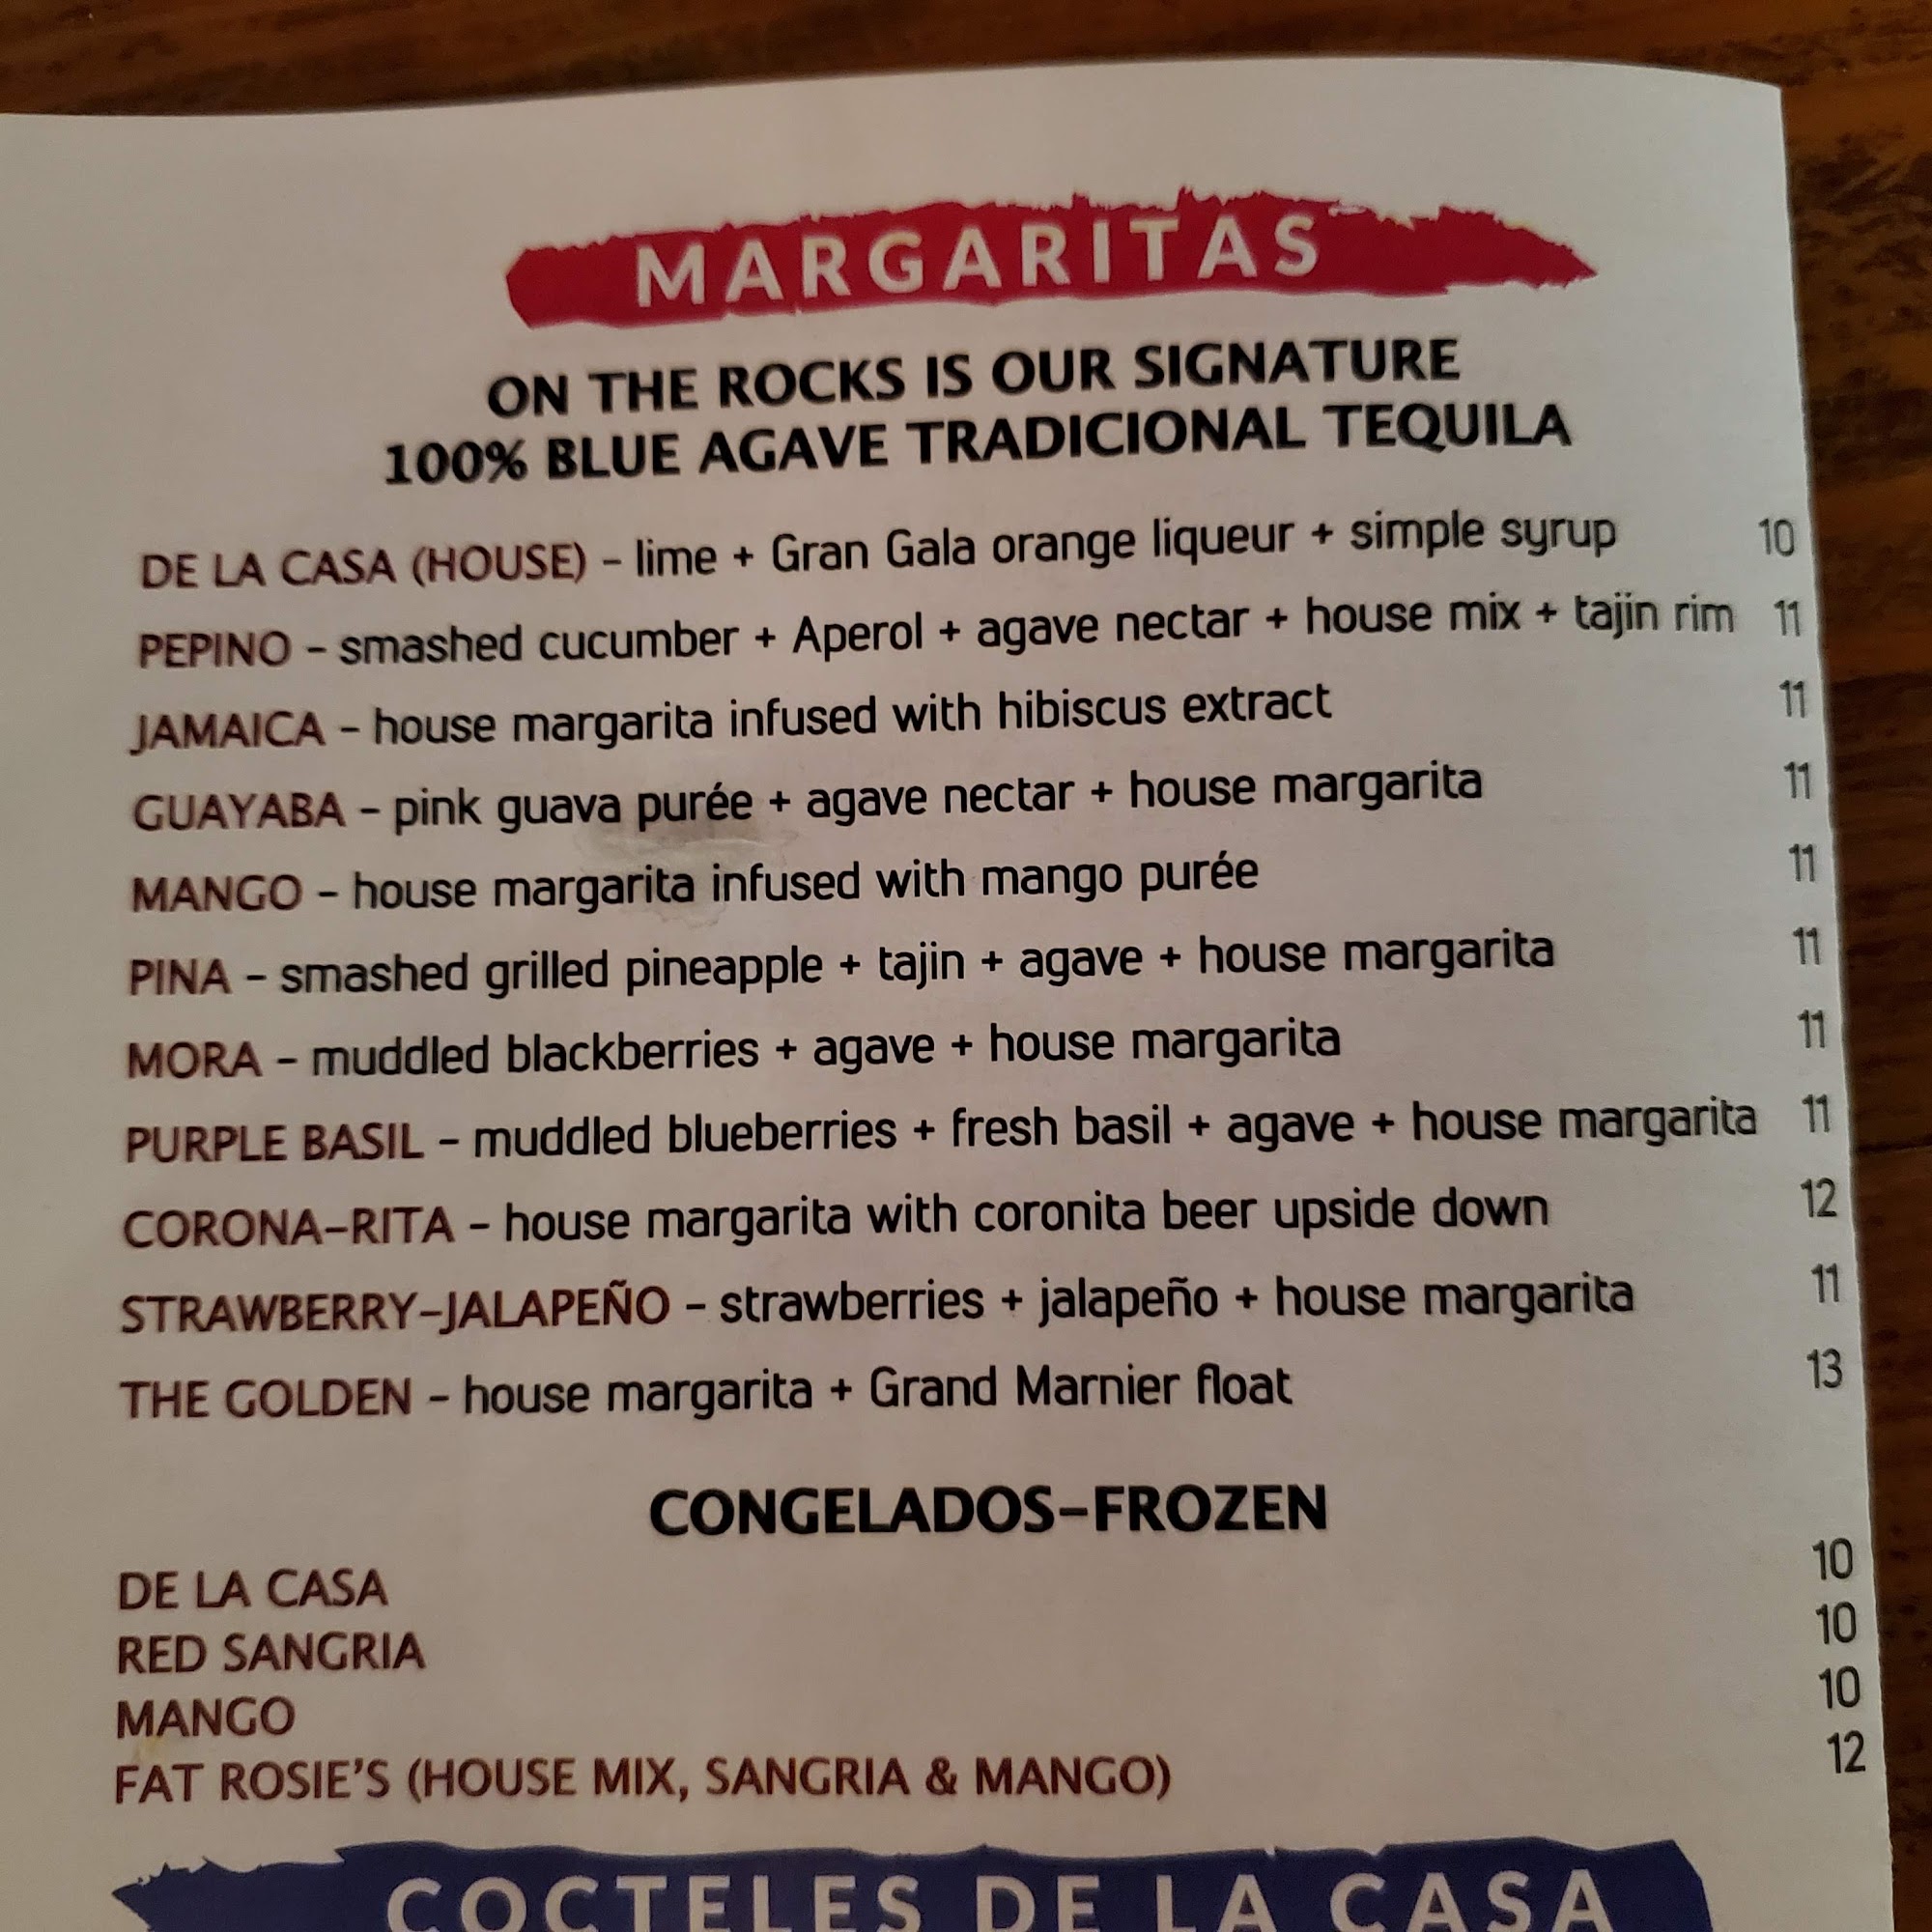 MARGARITAS
ON THE ROCKS IS OUR SIGNATURE
100% BLUE AGAVE TRADICIONAL TEQUILA
DE LA CASA (HOUSE) – lime + Gran Gala orange liqueur + simple syrup 10
PEPINO – smashed cucumber + Aperol + agave nectar + house mix + tajin rim 11
JAMAICA – house margarita infused with hibiscus extract 11
GUAYABA – pink guava purée + agave nectar + house margarita 11
MANGO – house margarita infused with mango purée 11
PINA – smashed grilled pineapple + tajin + agave + house margarita 11
MORA – muddled blackberries + agave + house margarita 11
PURPLE BASIL – muddled blueberries + fresh basil + agave + house margarita 11
CORONA–RITA – house margarita with coronita beer upside down 12
STRAWBERRY–JALAPEÑO – strawberries + jalapeño + house margarita 11
THE GOLDEN – house margarita + Grand Marnier float 13
CONGELADOS–FROZEN
DE LA CASA 10
RED SANGRIA 10
MANGO 10
FAT ROSIE'S (HOUSE MIX, SANGRIA & MANGO) 12
COCTELES DE LA CASA